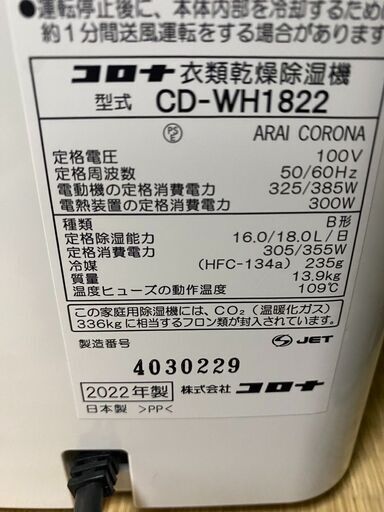 ●運転停止後に、本体内部を冷却するため
約1分間送風運転をする場合があります
コロナ 衣類乾燥除湿機
型式 CD-WH1822
PSE ARAI CORONA
定格電圧 100V
定格周波数 50/60Hz
電動機の定格消費電力 325/385W
電熱装置の定格消費電力 300W
種類 B形
定格除湿能力 16.0/18.0L/日
定格消費電力 305/355W
冷媒 (HFC-134a) 235g
質量 13.9kg
温度ヒューズの動作温度 109℃
この家庭用除湿機には、CO₂(温暖化ガス)
336kgに相当するフロン類が封入されています。
製造番号 JET
4030229
2022年製 株式会社 コロナ
日本製 >PP<